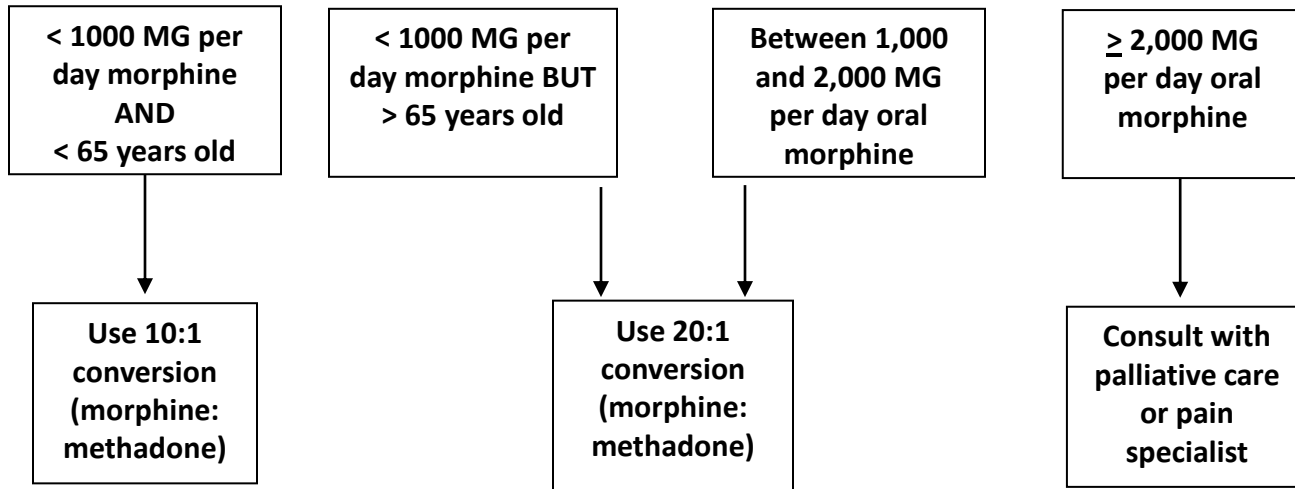 < 1000 MG per
day morphine
AND
< 65 years old
< 1000 MG per
day morphine BUT
> 65 years old
Between 1,000
and 2,000 MG
per day oral
morphine
≥ 2,000 MG
per day oral
morphine
Use 10:1
conversion
(morphine:
methadone)
Use 20:1
conversion
(morphine:
methadone)
Consult with
palliative care
or pain
specialist